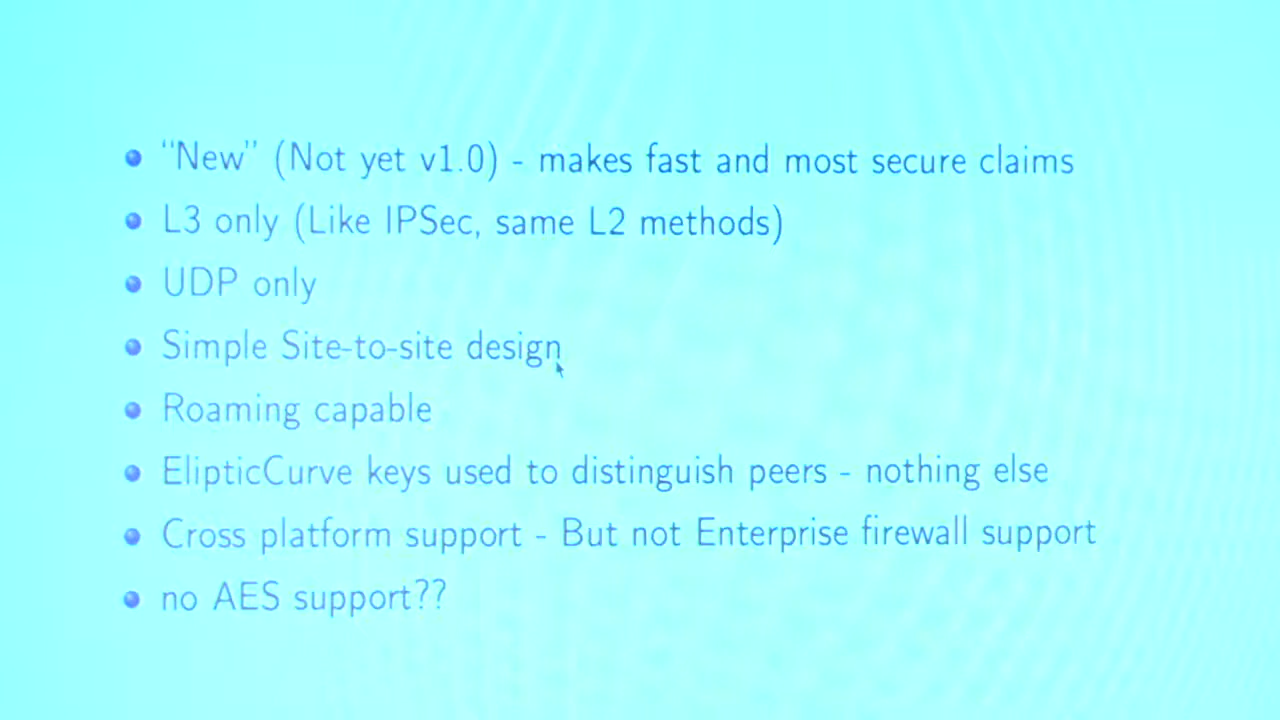 “New” (Not yet v1.0) - makes fast and most secure claims
L3 only (Like IPSec, same L2 methods)
UDP only
Simple Site-to-site design
Roaming capable
ElipticCurve keys used to distinguish peers - nothing else
Cross platform support - But not Enterprise firewall support
no AES support??